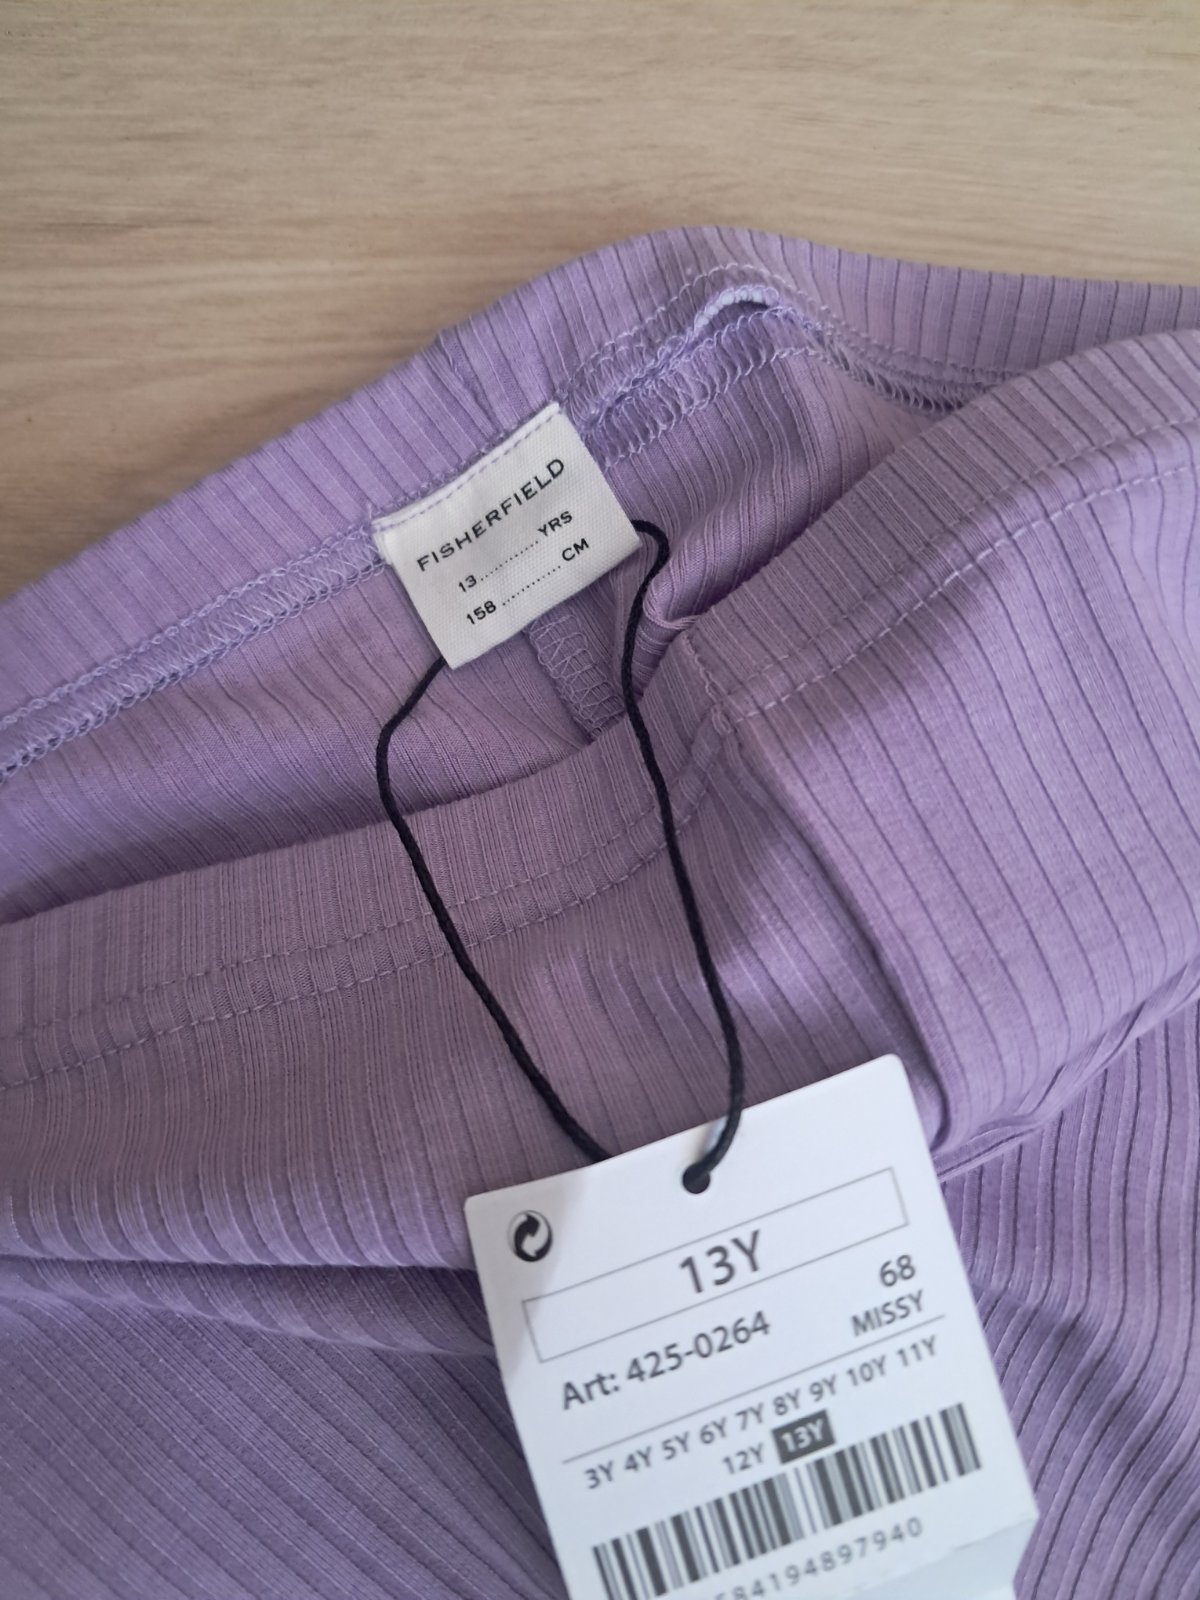 FISHERFIELD
13............YRS
158............CM
13Y
Art: 425-0264
68
MISSY
3Y 4Y 5Y 6Y 7Y 8Y 9Y 10Y 11Y
12Y 13Y
584194897940